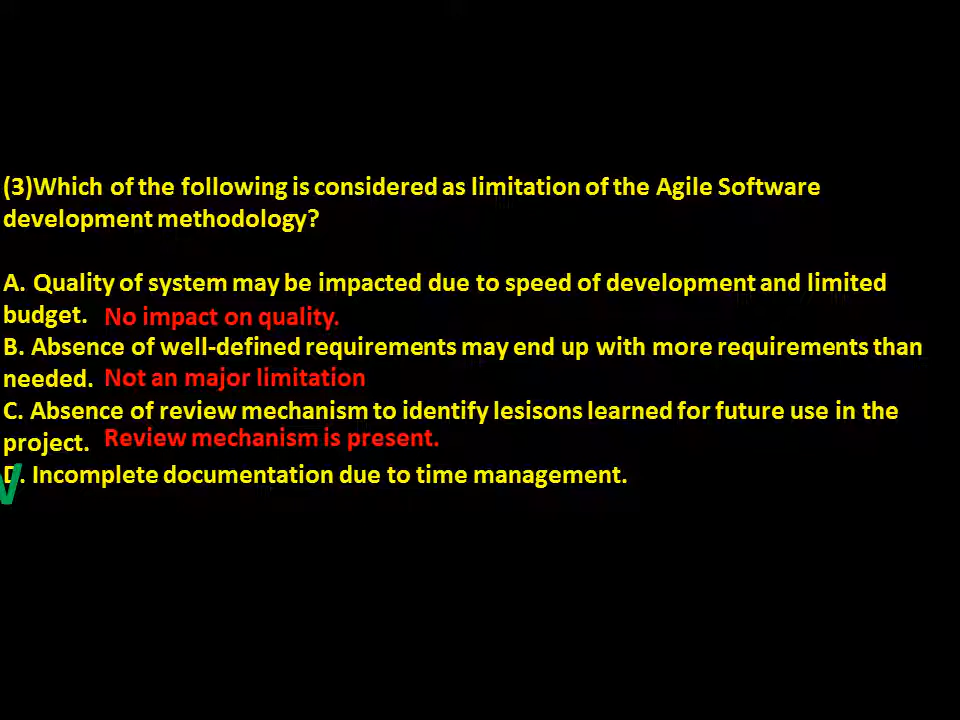 (3)Which of the following is considered as limitation of the Agile Software
development methodology?
A. Quality of system may be impacted due to speed of development and limited
budget. No impact on quality.
B. Absence of well-defined requirements may end up with more requirements than
needed. Not an major limitation
C. Absence of review mechanism to identify lesisons learned for future use in the
project. Review mechanism is present.
D. Incomplete documentation due to time management.